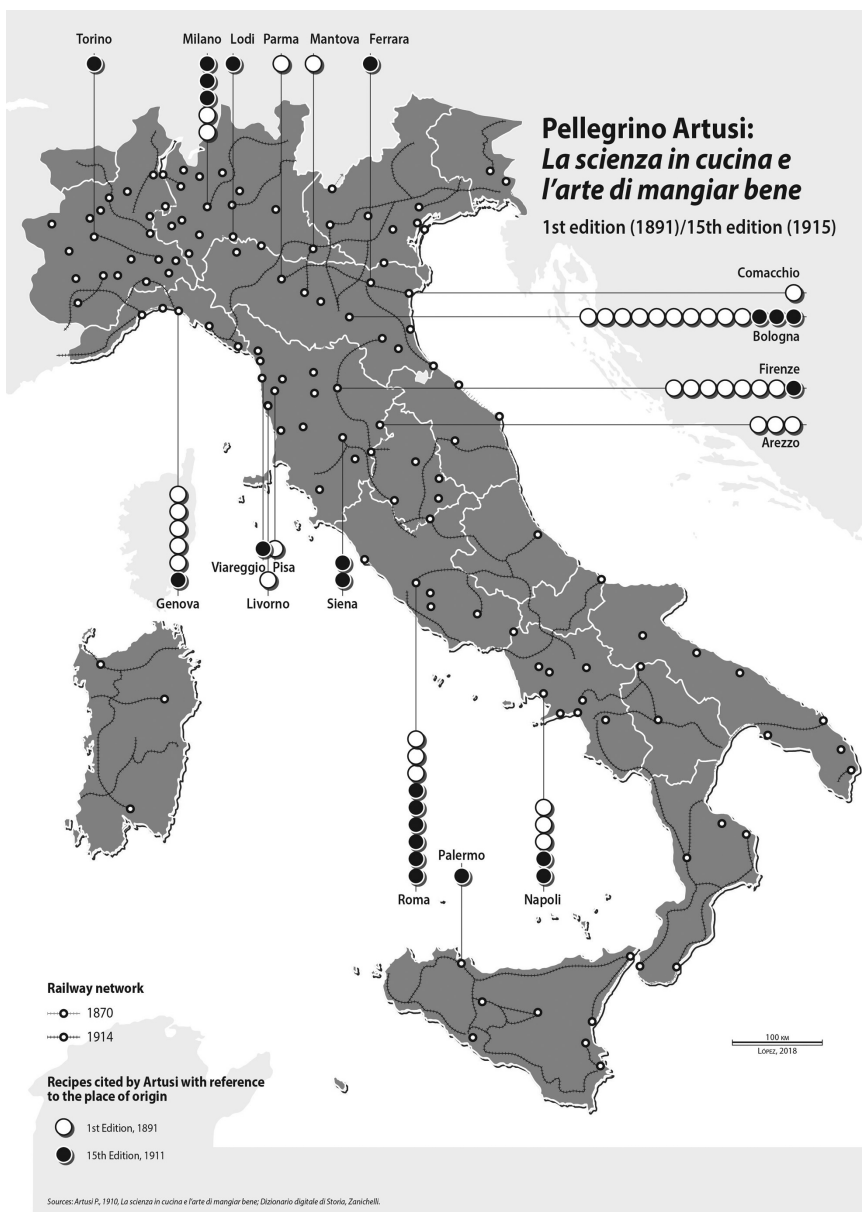 Torino
Milano
Lodi
Parma
Mantova
Ferrara
Pellegrino Artusi:
La scienza in cucina e
l'arte di mangiar bene
1st edition (1891)/15th edition (1915)
Comacchio
Bologna
Firenze
Arezzo
Viareggio
Pisa
Genova
Livorno
Siena
Palermo
Roma
Napoli
Railway network
1870
1914
100 KM
LOPEZ, 2018
Recipes cited by Artusi with reference
to the place of origin
1st Edition, 1891
15th Edition, 1911
Sources: Artusi P., 1910, La scienza in cucina e l'arte di mangiar bene; Dizionario digitale di Storia, Zanichelli.